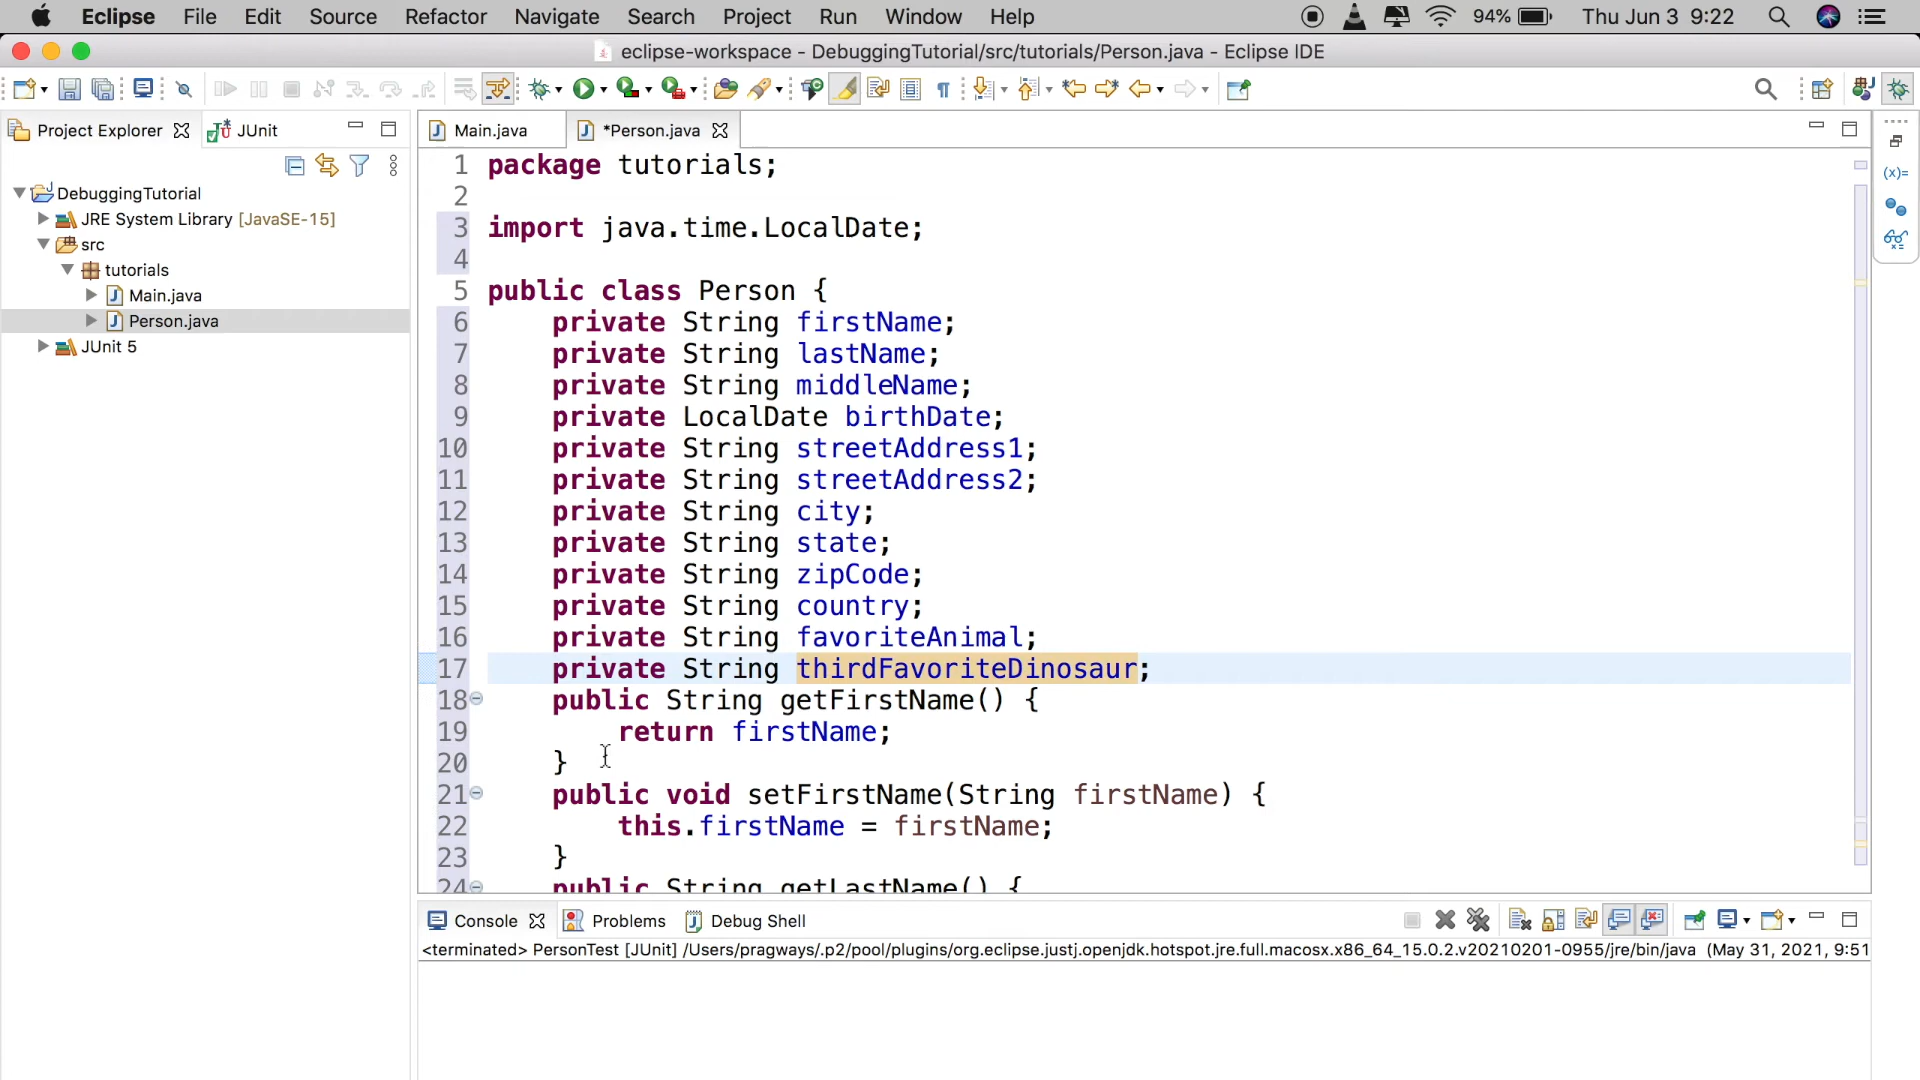 Eclipse File Edit Source Refactor Navigate Search Project Run Window Help 94% Thu Jun 3 9:22
eclipse-workspace - DebuggingTutorial/src/tutorials/Person.java - Eclipse IDE
Project Explorer JUnit
DebuggingTutorial
JRE System Library [JavaSE-15]
src
tutorials
Main.java
Person.java
JUnit 5
Main.java *Person.java
1 package tutorials;
2
3 import java.time.LocalDate;
4
5 public class Person {
6 private String firstName;
7 private String lastName;
8 private String middleName;
9 private LocalDate birthDate;
10 private String streetAddress1;
11 private String streetAddress2;
12 private String city;
13 private String state;
14 private String zipCode;
15 private String country;
16 private String favoriteAnimal;
17 private String thirdFavoriteDinosaur;
18 public String getFirstName() {
19 return firstName;
20 }
21 public void setFirstName(String firstName) {
22 this.firstName = firstName;
23 }
24 public String getLastName() {
Console Problems Debug Shell
<terminated> PersonTest [JUnit] /Users/pragways/.p2/pool/plugins/org.eclipse.justj.openjdk.hotspot.jre.full.macosx.x86_64_15.0.2.v20210201-0955/jre/bin/java (May 31, 2021, 9:51